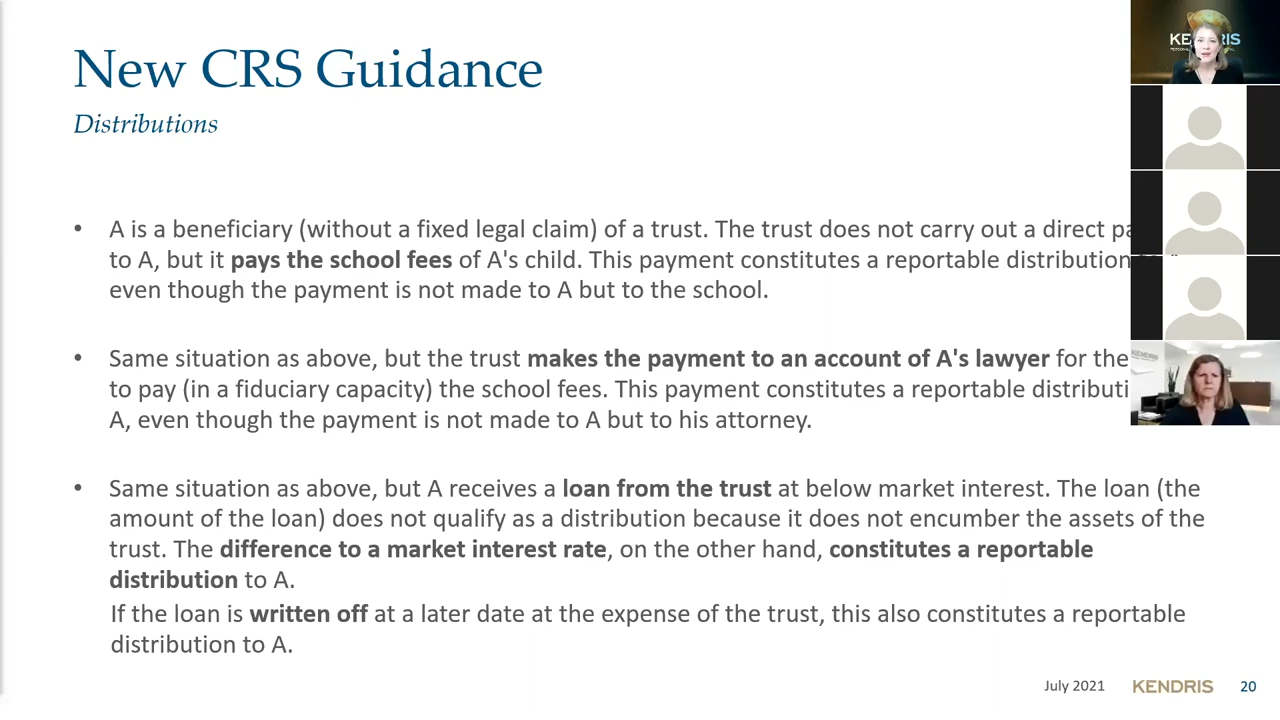 New CRS Guidance
Distributions
• A is a beneficiary (without a fixed legal claim) of a trust. The trust does not carry out a direct
to A, but it pays the school fees of A's child. This payment constitutes a reportable distribution
even though the payment is not made to A but to the school.
• Same situation as above, but the trust makes the payment to an account of A's lawyer for the
to pay (in a fiduciary capacity) the school fees. This payment constitutes a reportable
A, even though the payment is not made to A but to his attorney.
• Same situation as above, but A receives a loan from the trust at below market interest. The loan (the
amount of the loan) does not qualify as a distribution because it does not encumber the assets of the
trust. The difference to a market interest rate, on the other hand, constitutes a reportable
distribution to A.
If the loan is written off at a later date at the expense of the trust, this also constitutes a reportable
distribution to A.
July 2021 KENDRIS 20